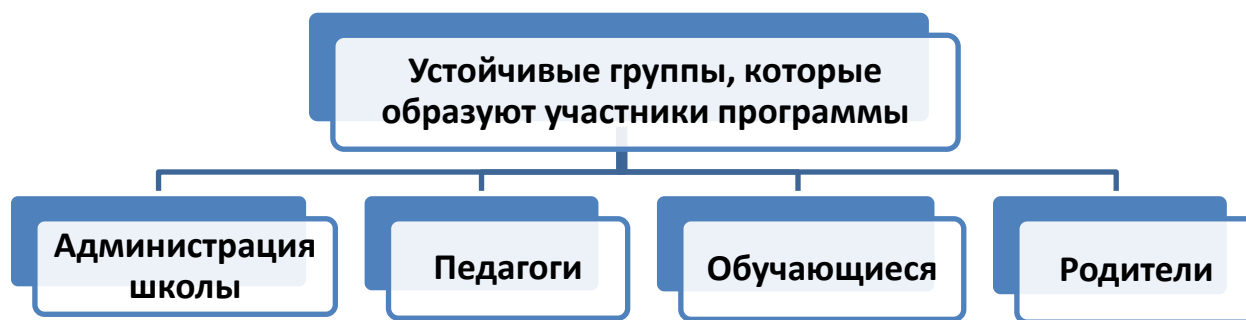 Устойчивые группы, которые
образуют участники программы
Администрация
школы
Педагоги
Обучающиеся
Родители